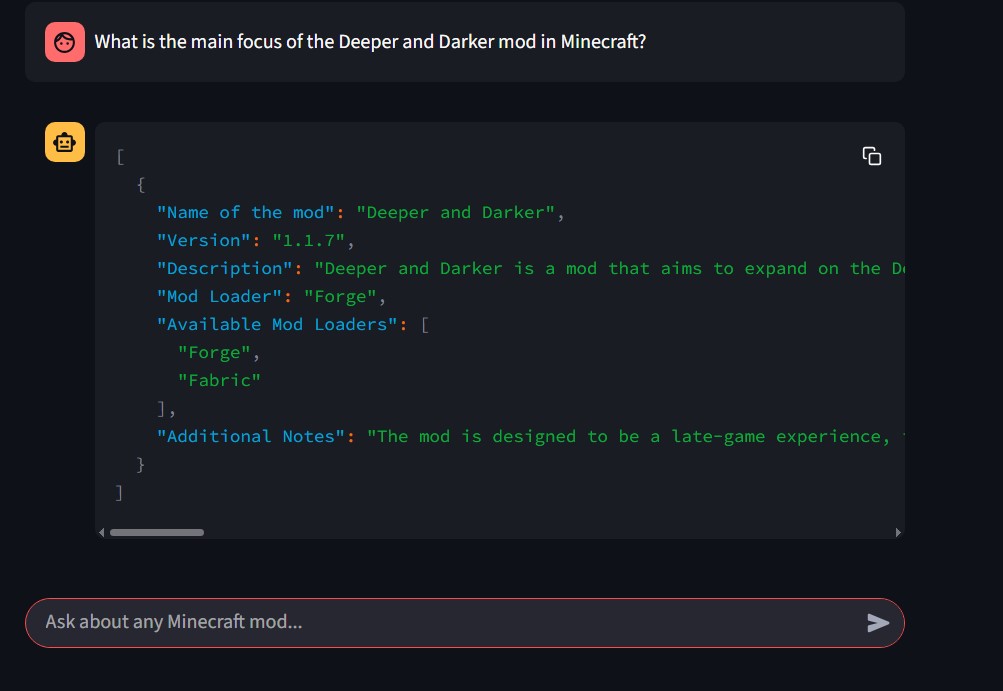 What is the main focus of the Deeper and Darker mod in Minecraft?
[
{
"Name of the mod": "Deeper and Darker",
"Version": "1.1.7",
"Description": "Deeper and Darker is a mod that aims to expand on the
"Mod Loader": "Forge",
"Available Mod Loaders": [
"Forge",
"Fabric"
],
"Additional Notes": "The mod is designed to be a late-game experience,
}
]
Ask about any Minecraft mod...